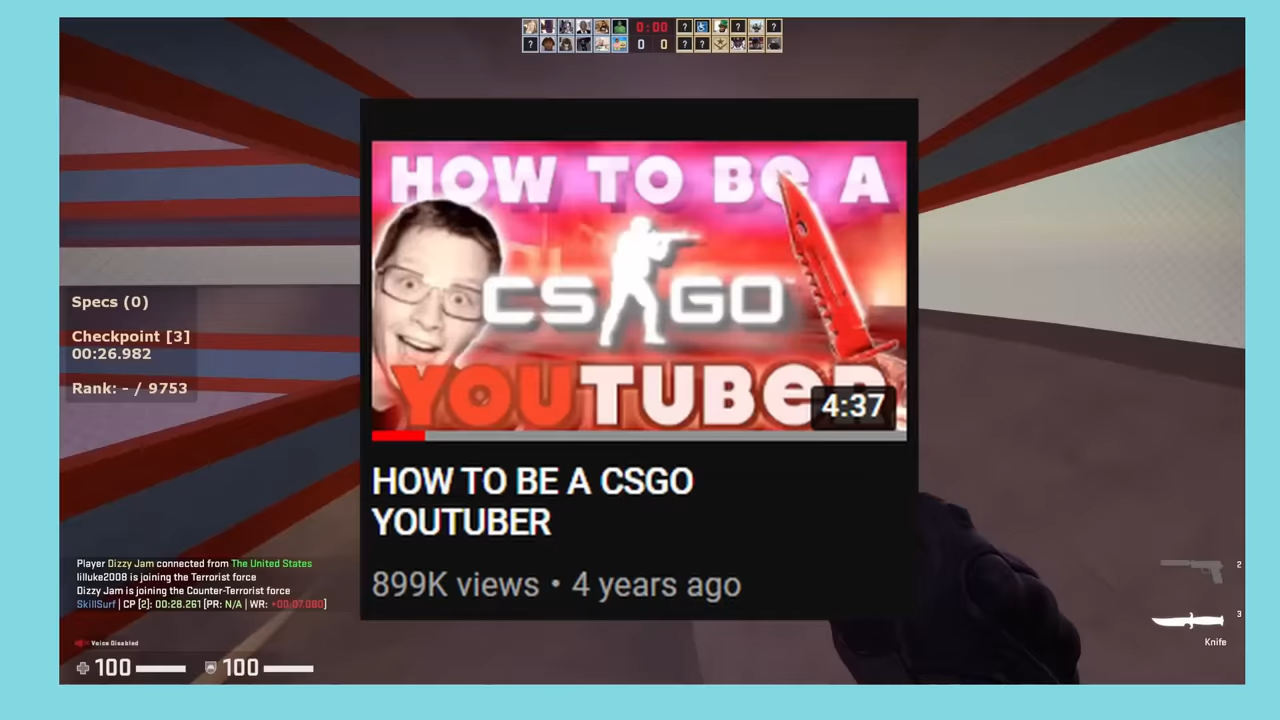 0:00
? ? ? ?
? 0 0 ? ?
HOW TO BE A
CS GO
YOUTUBER
4:37
HOW TO BE A CSGO
YOUTUBER
899K views • 4 years ago
Specs (0)
Checkpoint [3]
00:26.982
Rank: - / 9753
Player Dizzy Jam connected from The United States
lilluke2008 is joining the Terrorist force
Dizzy Jam is joining the Counter-Terrorist force
SkillSurf | CP [2]: 00:28.261 [PR: N/A | WR: +00:07.080]
Voice Disabled
100 100
2
3
Knife